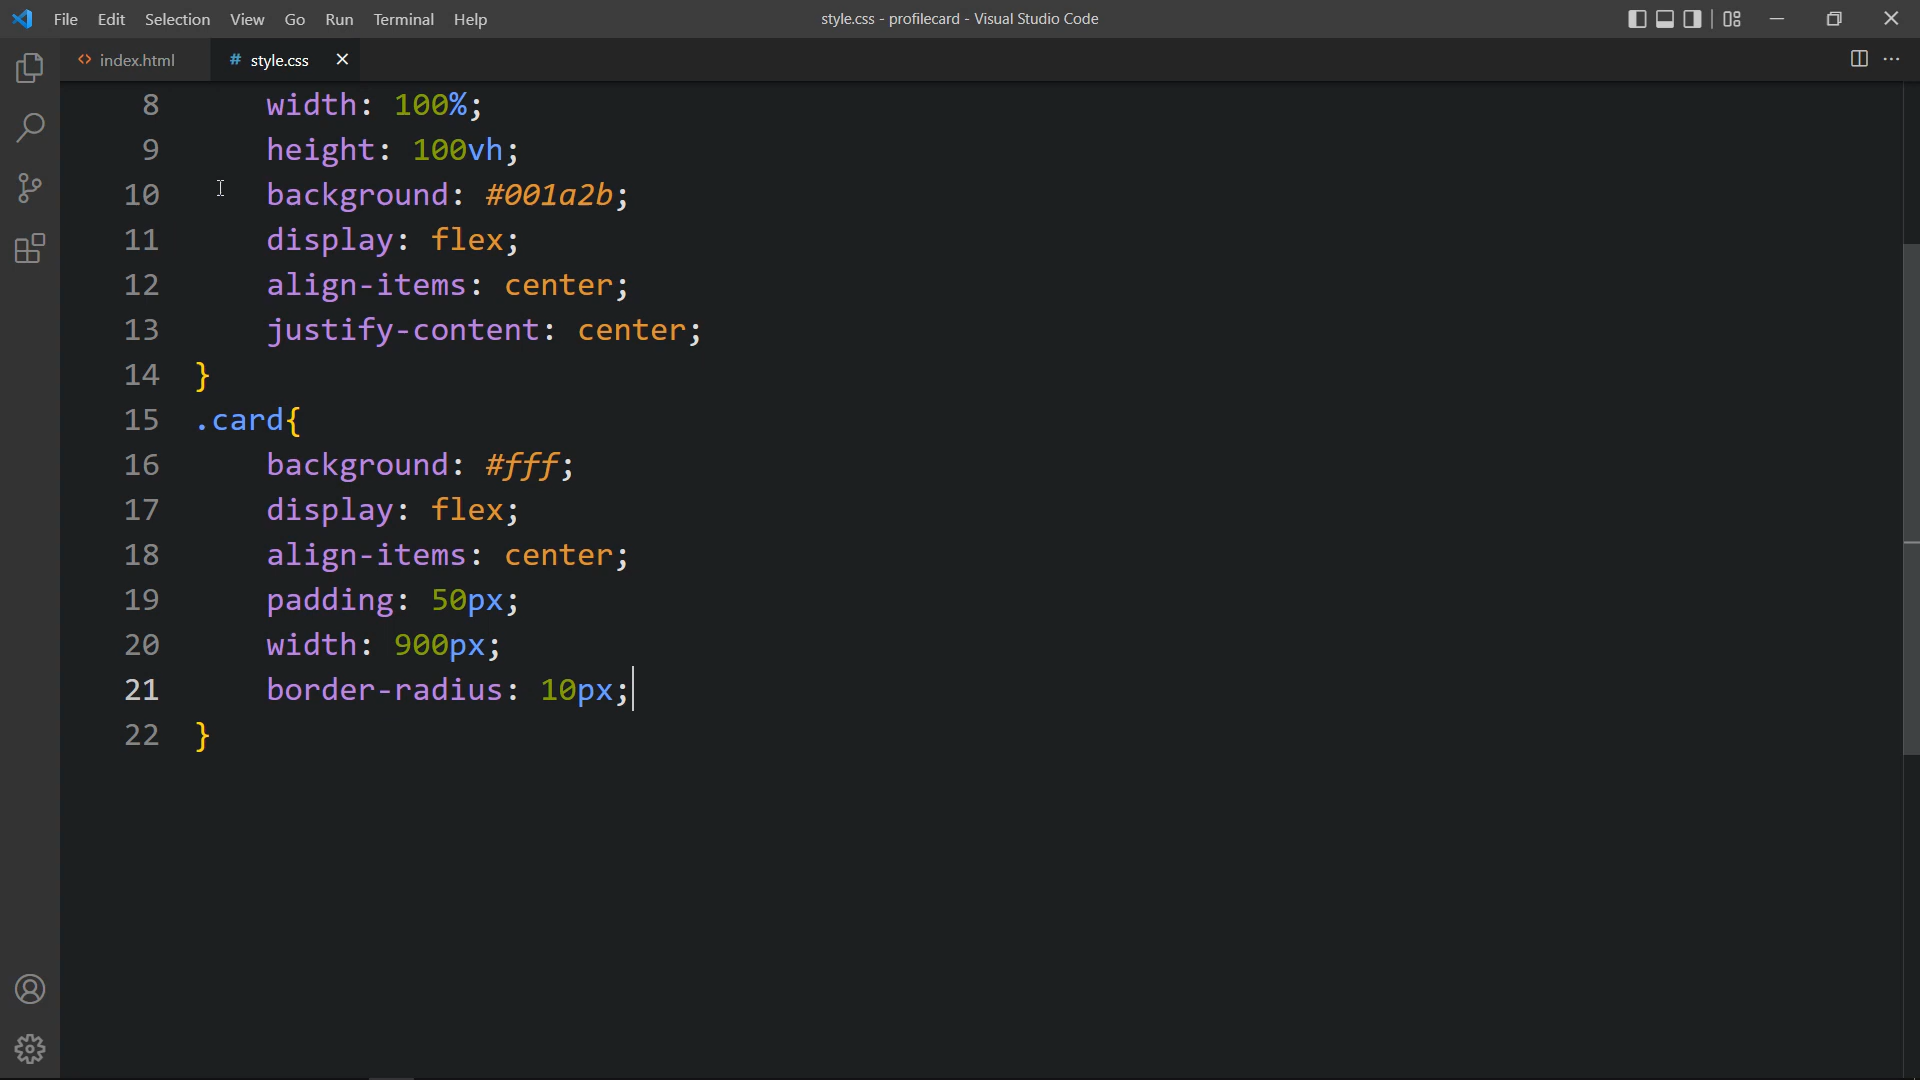 File Edit Selection View Go Run Terminal Help style.css - profilecard - Visual Studio Code
index.html # style.css
8 width: 100%;
9 height: 100vh;
10 background: #001a2b;
11 display: flex;
12 align-items: center;
13 justify-content: center;
14 }
15 .card{
16 background: #fff;
17 display: flex;
18 align-items: center;
19 padding: 50px;
20 width: 900px;
21 border-radius: 10px;
22 }